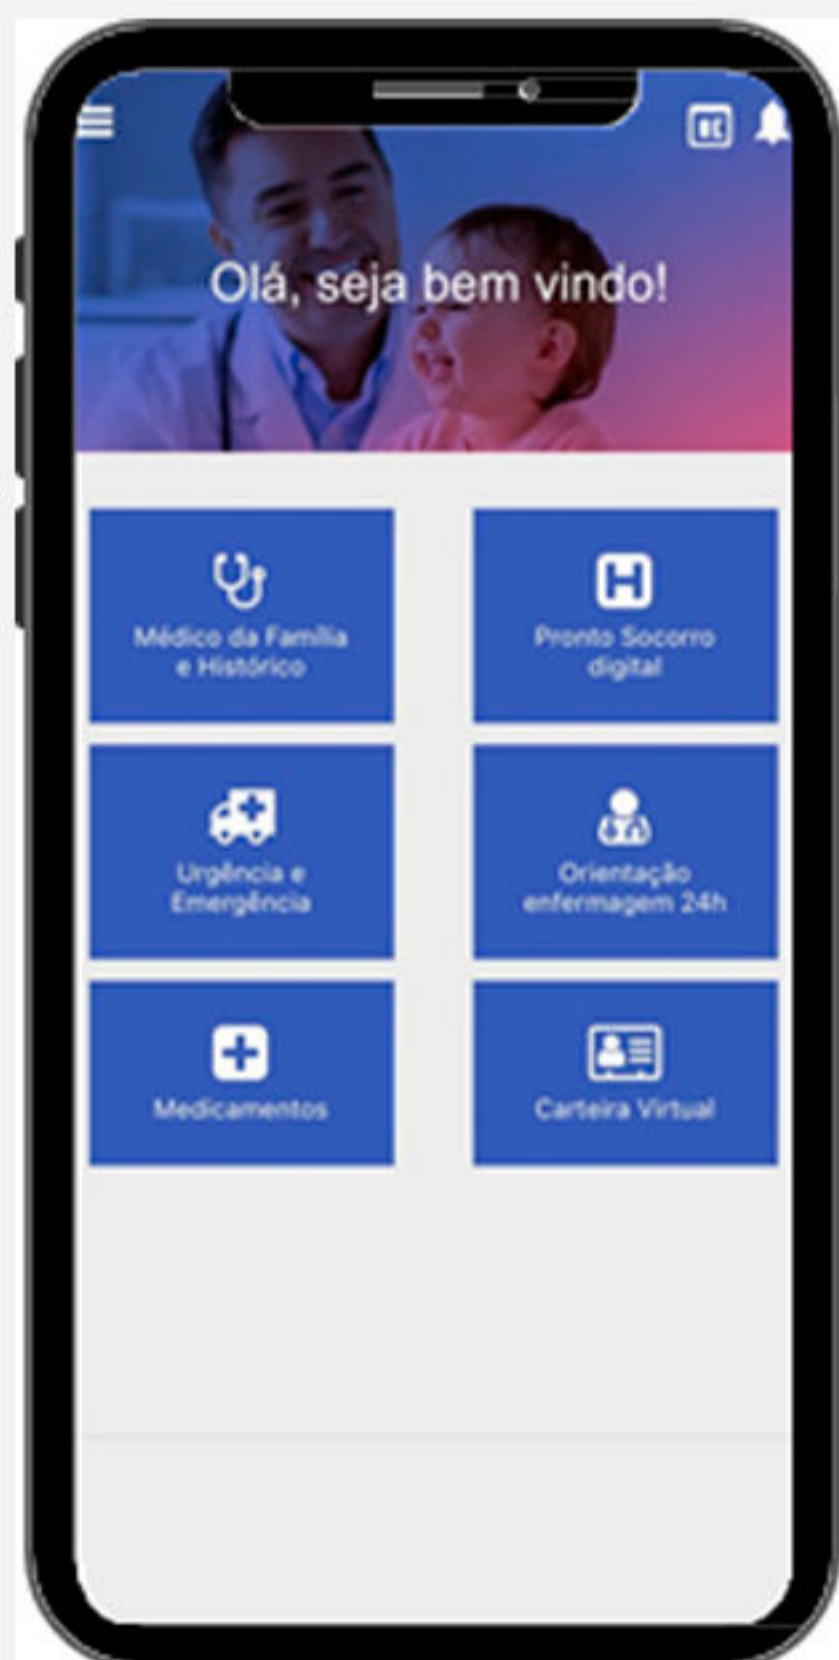 Olá, seja bem vindo!
Médico da Família
e Histórico
Pronto Socorro
digital
Urgência e
Emergência
Orientação
enfermagem 24h
Medicamentos
Carteira Virtual